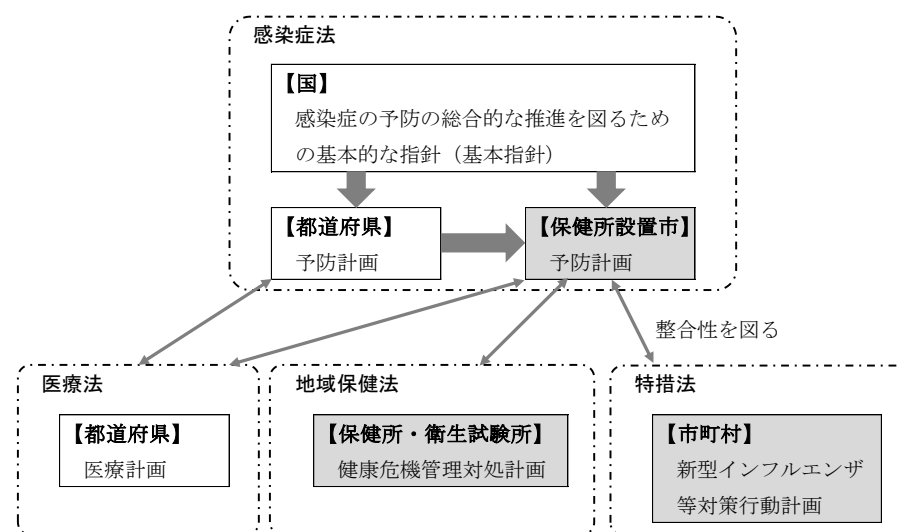 感染症法
【国】
感染症の予防の総合的な推進を図るため
の基本的な指針（基本指針）
【都道府県】
予防計画
【保健所設置市】
予防計画
整合性を図る
医療法
【都道府県】
医療計画
地域保健法
【保健所・衛生試験所】
健康危機管理対処計画
特措法
【市町村】
新型インフルエンザ
等対策行動計画